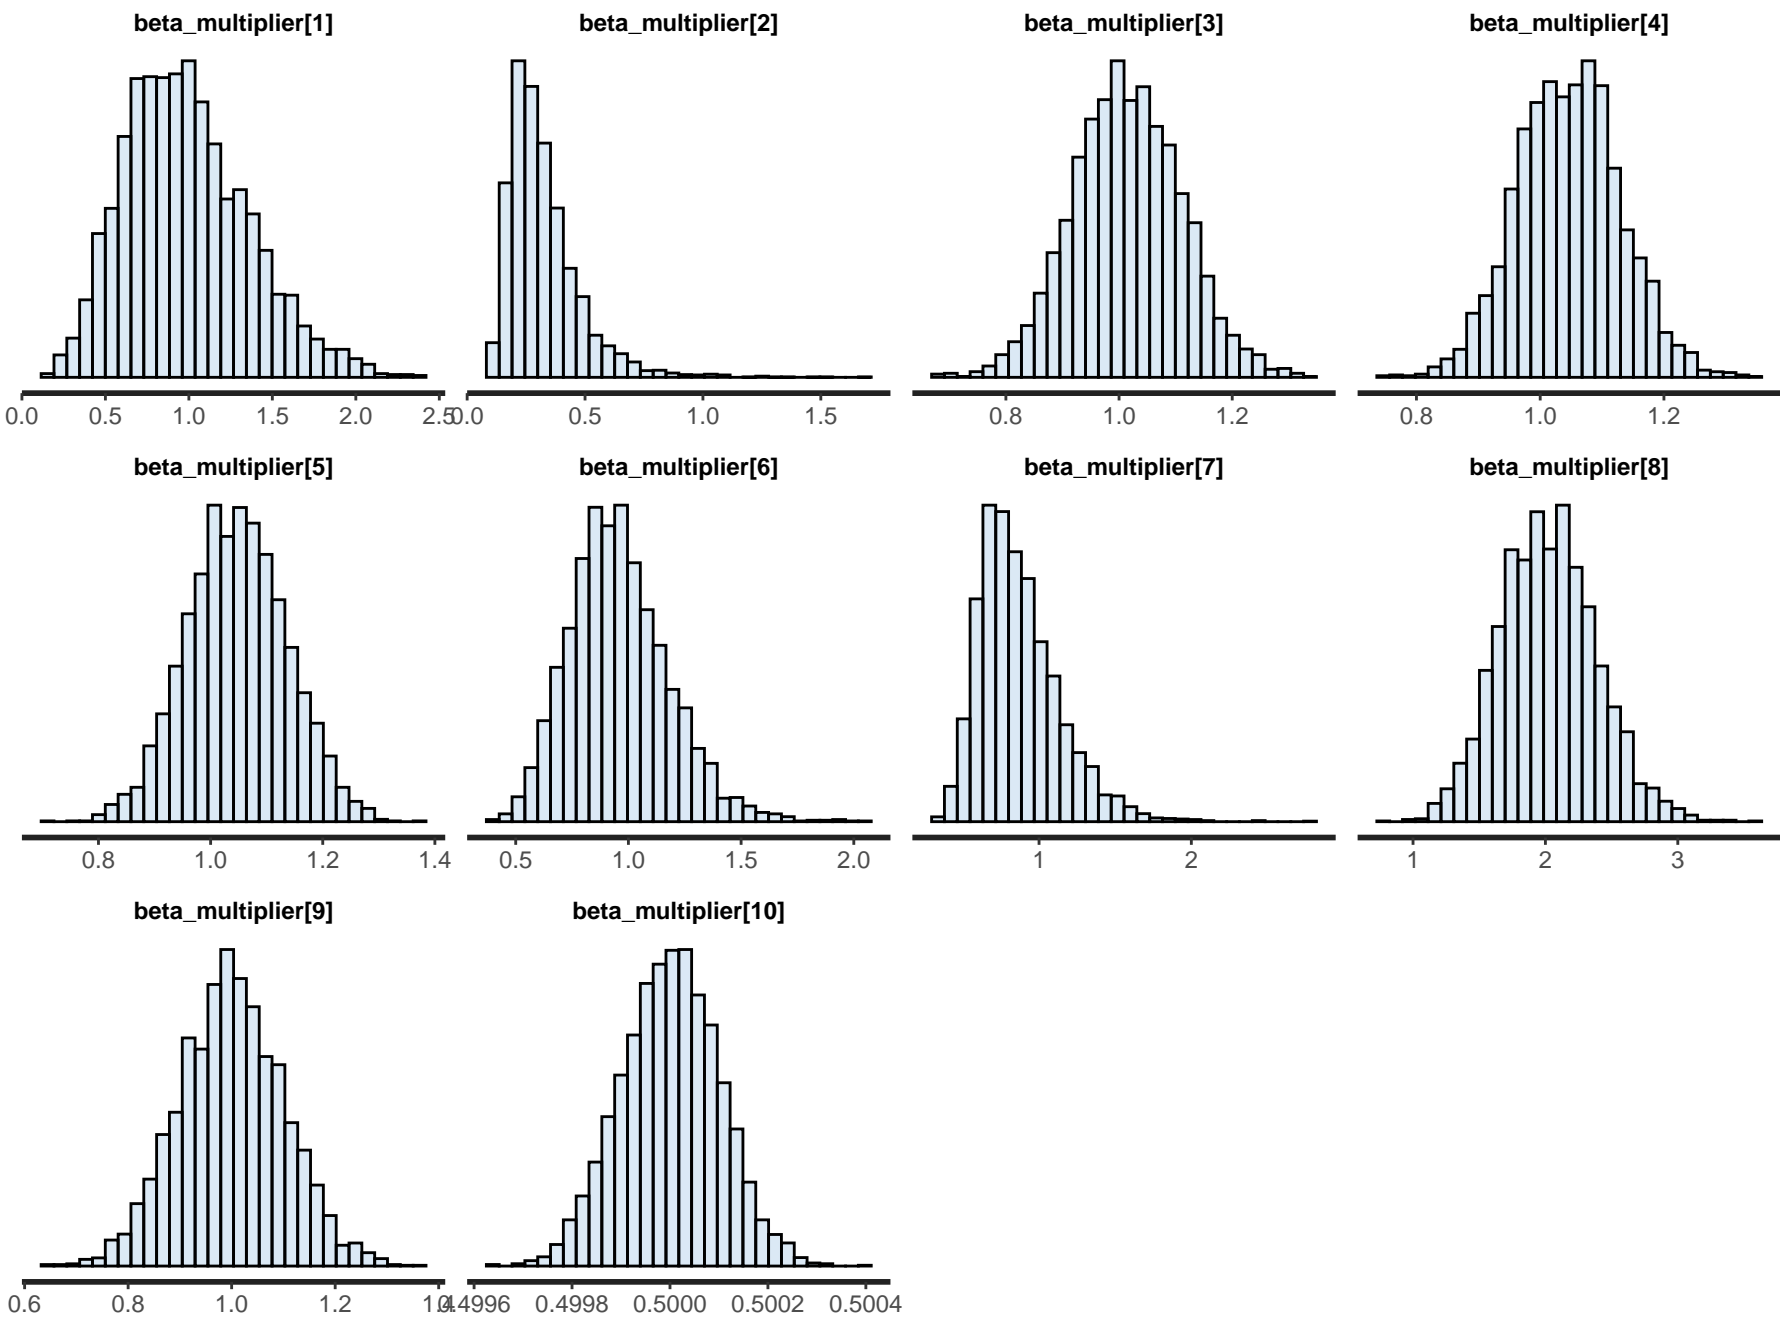 beta_multiplier[1] beta_multiplier[2] beta_multiplier[3] beta_multiplier[4]
0.0 0.5 1.0 1.5 2.0 2.5 0.0 0.5 1.0 1.5 0.8 1.0 1.2 0.8 1.0 1.2
beta_multiplier[5] beta_multiplier[6] beta_multiplier[7] beta_multiplier[8]
0.8 1.0 1.2 1.4 0.5 1.0 1.5 2.0 1 2 1 2 3
beta_multiplier[9] beta_multiplier[10]
0.6 0.8 1.0 1.2 1.4 0.4996 0.4998 0.5000 0.5002 0.5004